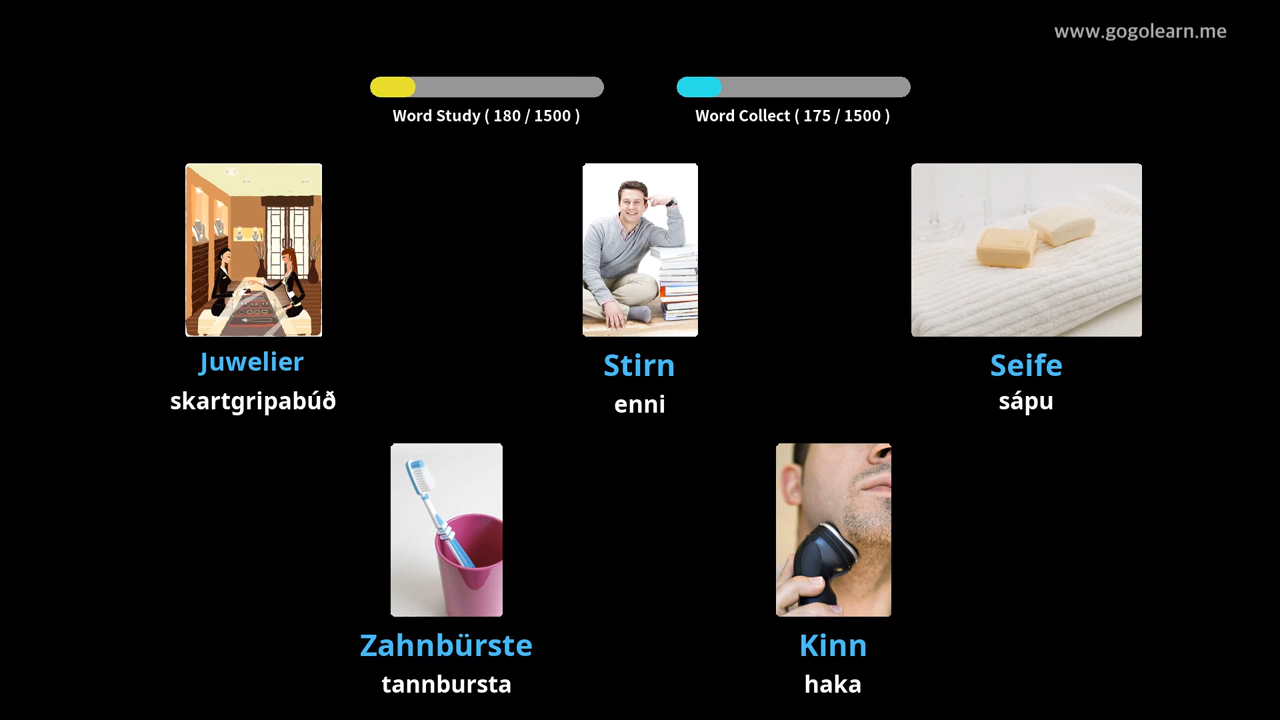 www.gogolearn.me
Word Study ( 180 / 1500 )
Word Collect ( 175 / 1500 )
Juwelier
skartgripabúð
Stirn
enni
Seife
sápu
Zahnbürste
tannbursta
Kinn
haka